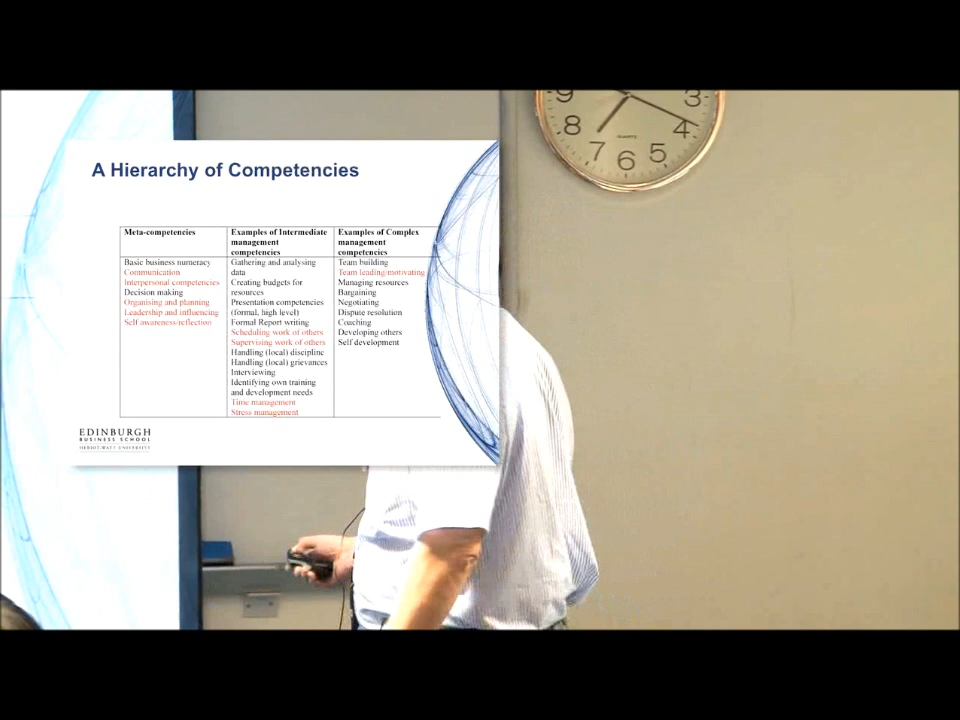 A Hierarchy of Competencies
Meta-competencies
Basic business numeracy
Communication
Interpersonal competencies
Decision making
Organising and planning
Leadership and influencing
Self awareness/reflection
Examples of Intermediate
management
competencies
Gathering and analysing
data
Creating budgets for
resources
Presentation competencies
(formal, high level)
Formal Report writing
Scheduling work of others
Supervising work of others
Handling (local) discipline
Handling (local) grievances
Interviewing
Identifying own training
and development needs
Time management
Stress management
Examples of Complex
management
competencies
Team building
Team leading/motivating
Managing resources
Bargaining
Negotiating
Dispute resolution
Coaching
Developing others
Self development
EDINBURGH
BUSINESS SCHOOL
HERIOT-WATT UNIVERSITY
9 3
8 4
7 6 5
QUARTZ